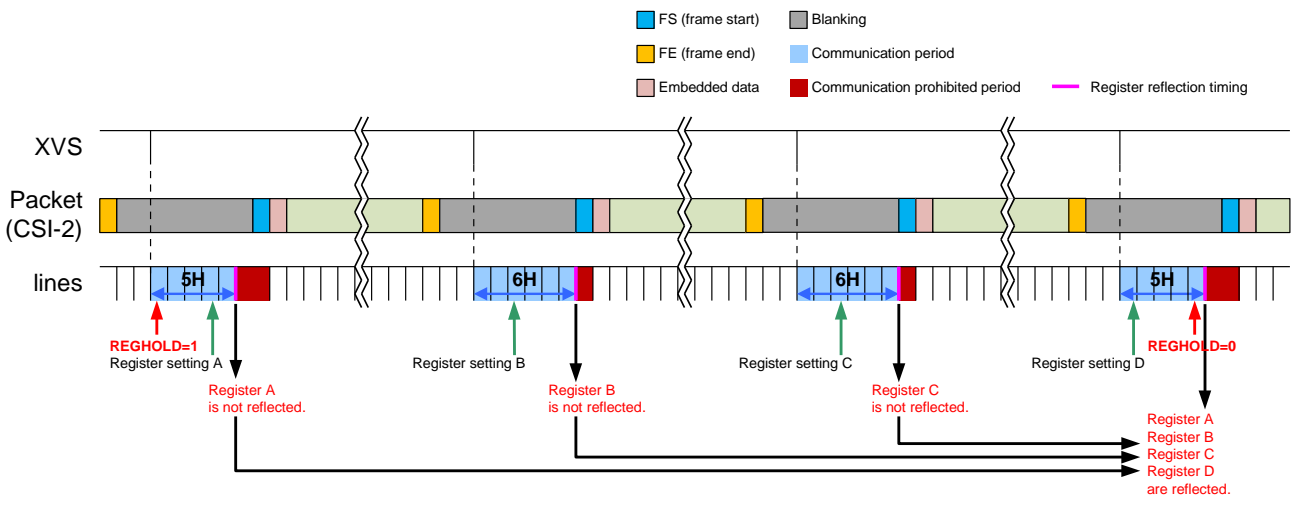 FS (frame start)
Blanking
FE (frame end)
Communication period
Embedded data
Communication prohibited period
Register reflection timing
XVS
Packet
(CSI-2)
lines
5H
6H
6H
5H
REGHOLD=1
Register setting A
Register setting B
Register setting C
Register setting D
REGHOLD=0
Register A
is not reflected.
Register B
is not reflected.
Register C
is not reflected.
Register A
Register B
Register C
Register D
are reflected.